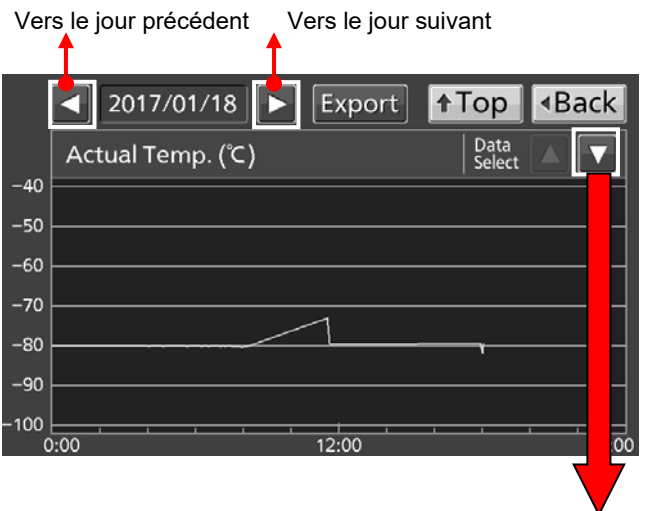 Vers le jour précédent Vers le jour suivant
◀ 2017/01/18 ▶ Export ↑Top ◀Back
Actual Temp. (℃) Data Select ▲ ▼
−40
−50
−60
−70
−80
−90
−100
0:00 12:00 :00